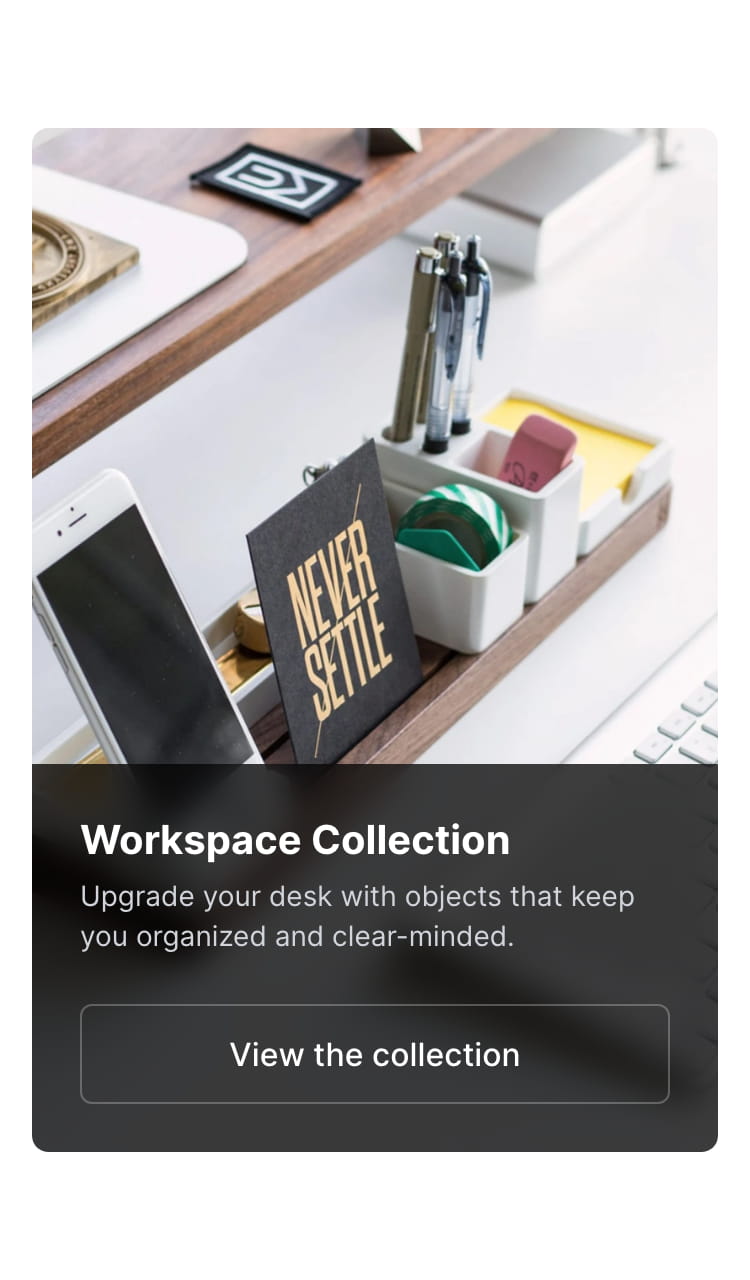 NEVER
SETTLE
Workspace Collection
Upgrade your desk with objects that keep
you organized and clear-minded.
View the collection